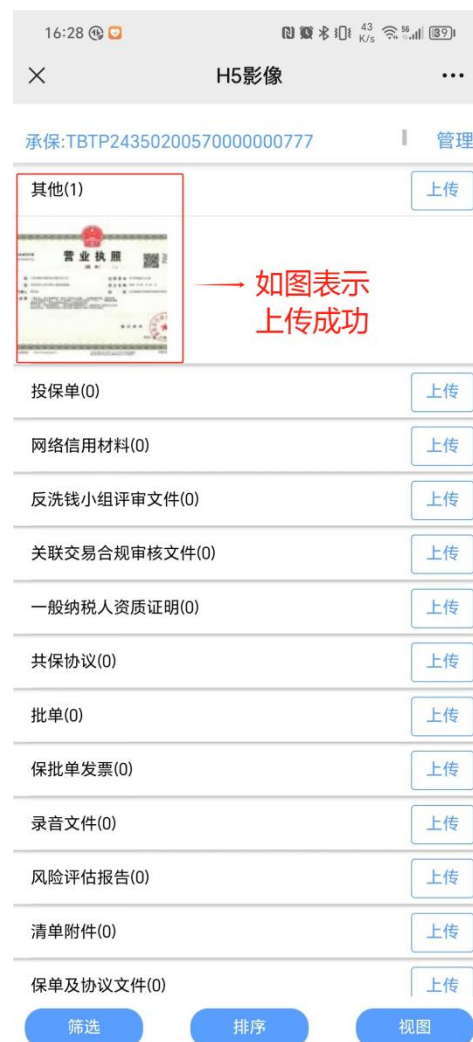 16:28
43
K/s
5G
39
H5影像
承保:TBTP24350200570000000777
管理
其他(1)
上传
营业执照
如图表示
上传成功
投保单(0)
上传
网络信用材料(0)
上传
反洗钱小组评审文件(0)
上传
关联交易合规审核文件(0)
上传
一般纳税人资质证明(0)
上传
共保协议(0)
上传
批单(0)
上传
保批单发票(0)
上传
录音文件(0)
上传
风险评估报告(0)
上传
清单附件(0)
上传
保单及协议文件(0)
上传
筛选
排序
视图